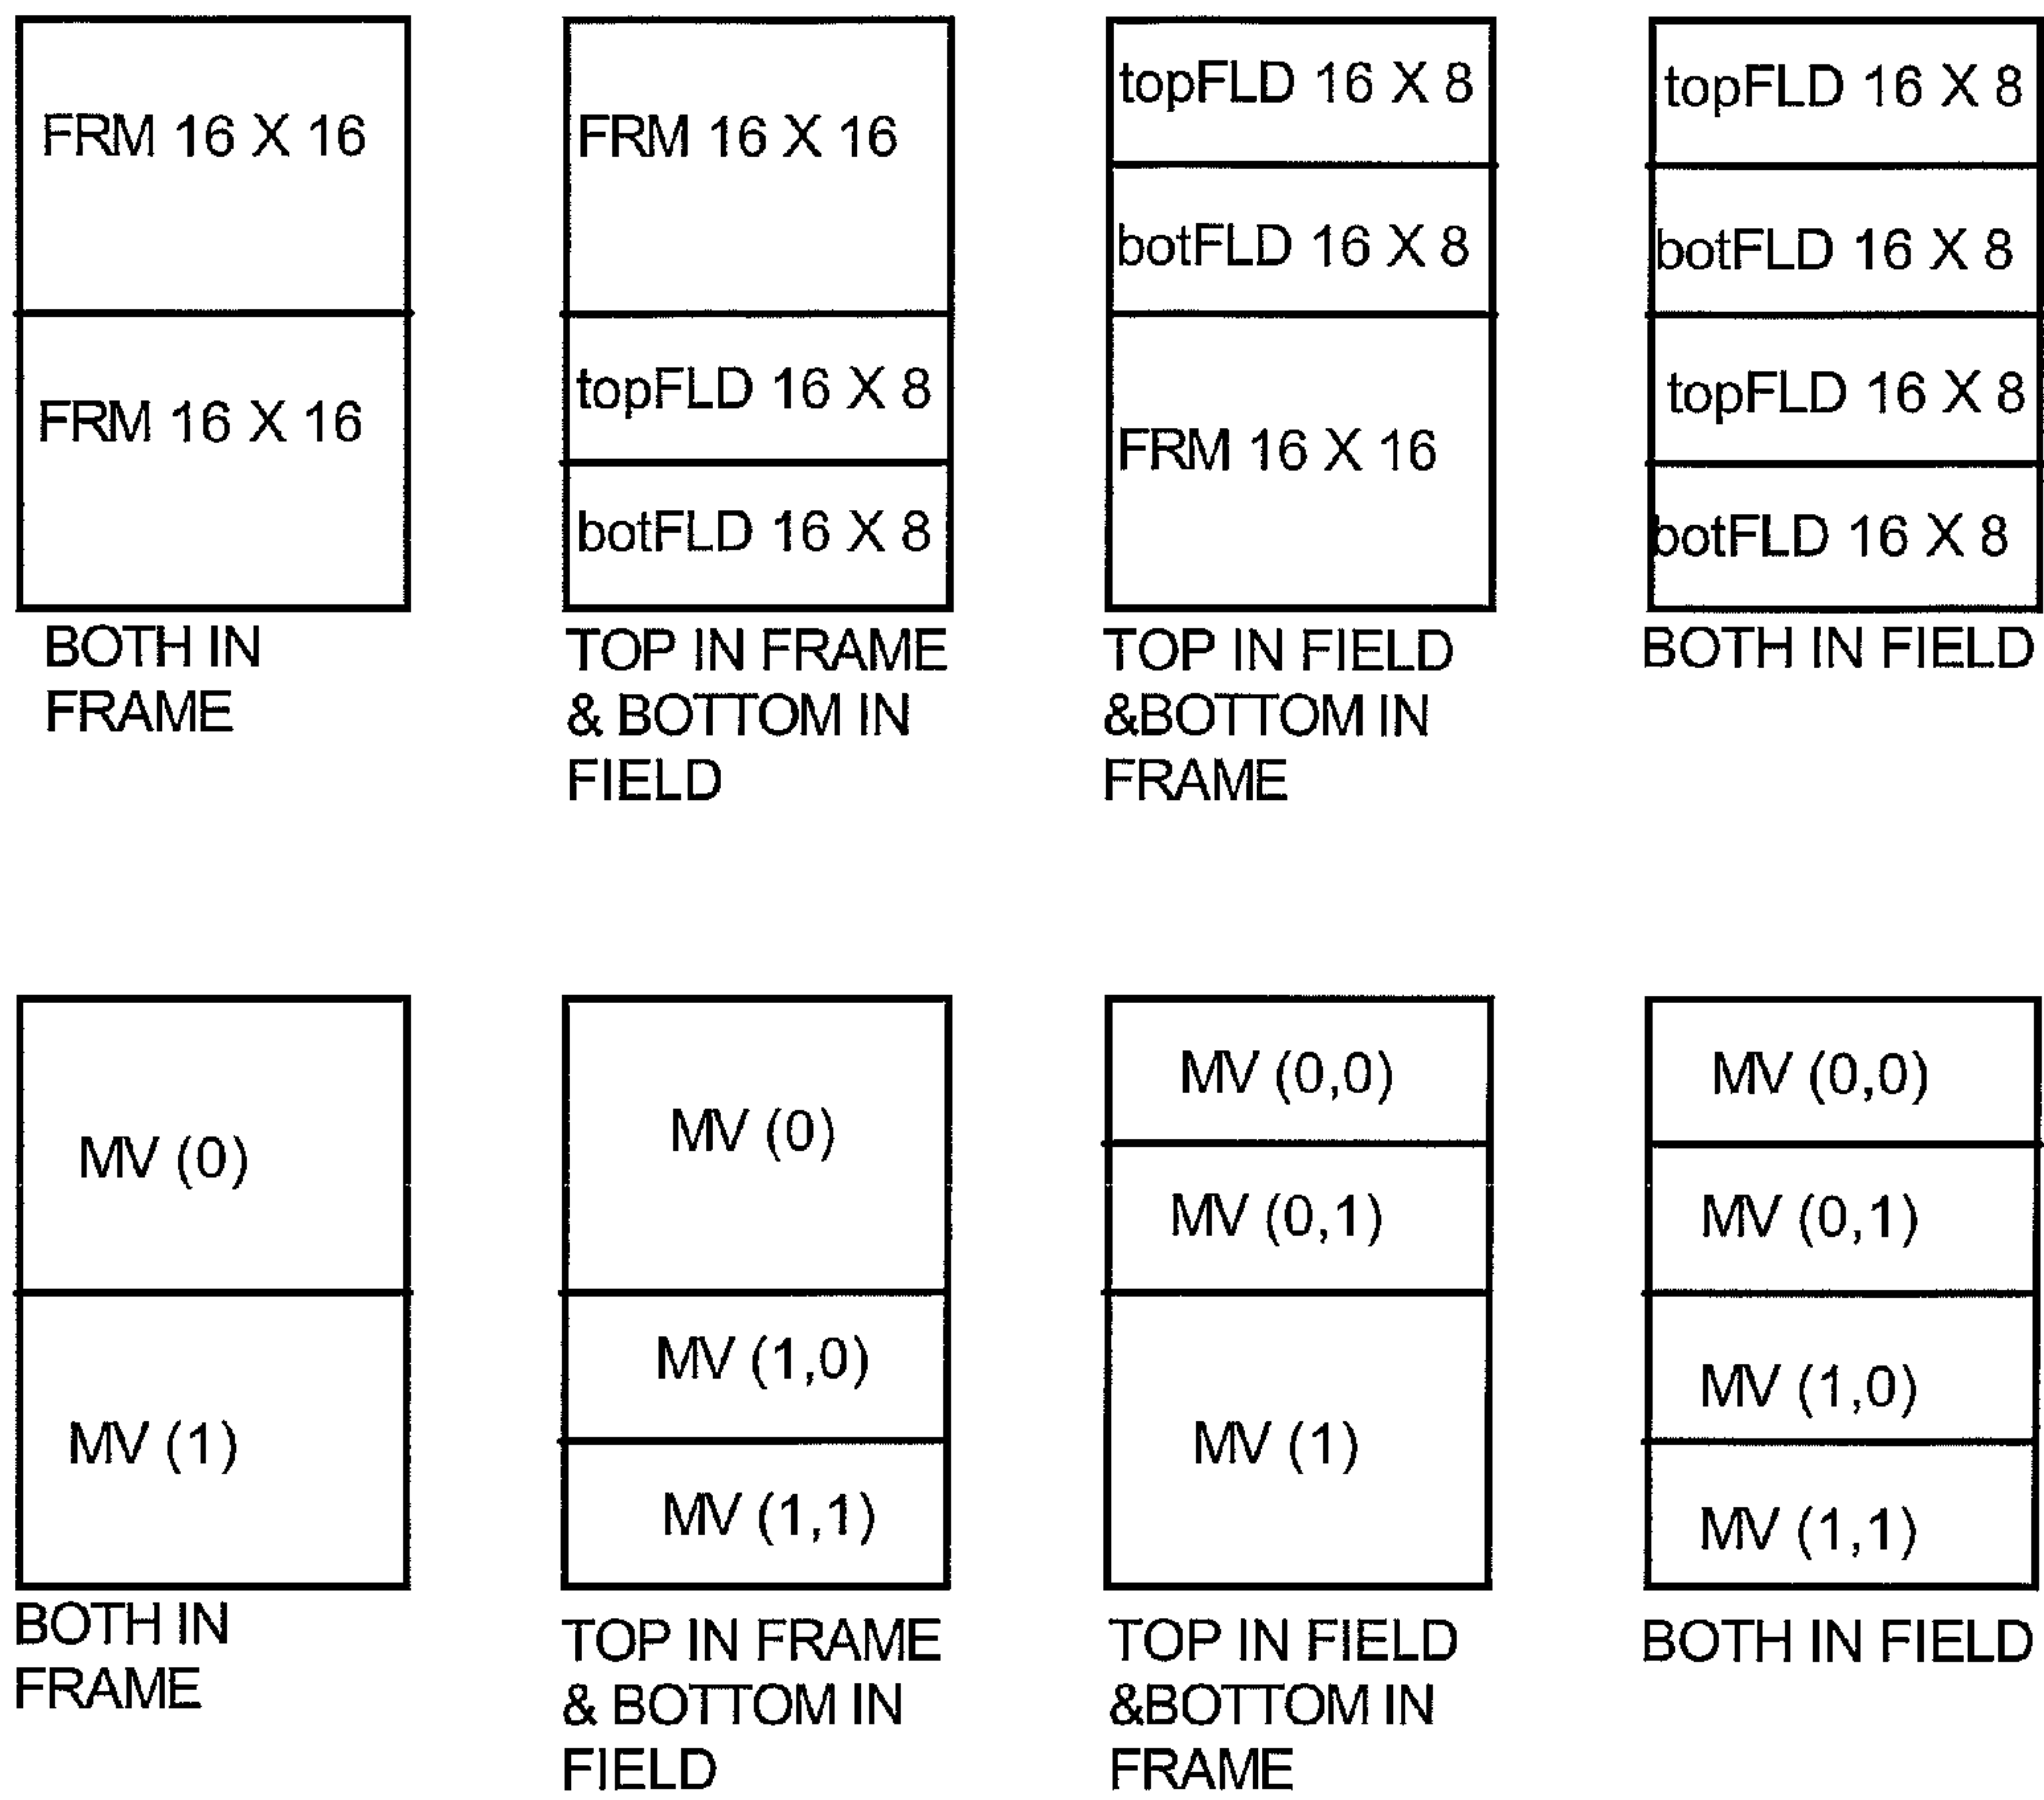 FRM 16 X 16
FRM 16 X 16
BOTH IN
FRAME
FRM 16 X 16
topFLD 16 X 8
botFLD 16 X 8
TOP IN FRAME
& BOTTOM IN
FIELD
topFLD 16 X 8
botFLD 16 X 8
FRM 16 X 16
TOP IN FIELD
&BOTTOM IN
FRAME
topFLD 16 X 8
botFLD 16 X 8
topFLD 16 X 8
botFLD 16 X 8
BOTH IN FIELD
MV (0)
MV (1)
BOTH IN
FRAME
MV (0)
MV (1,0)
MV (1,1)
TOP IN FRAME
& BOTTOM IN
FIELD
MV (0,0)
MV (0,1)
MV (1)
TOP IN FIELD
&BOTTOM IN
FRAME
MV (0,0)
MV (0,1)
MV (1,0)
MV (1,1)
BOTH IN FIELD